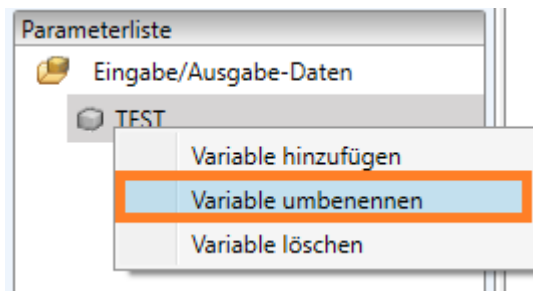 Parameterliste
Eingabe/Ausgabe-Daten
TEST
Variable hinzufügen
Variable umbenennen
Variable löschen